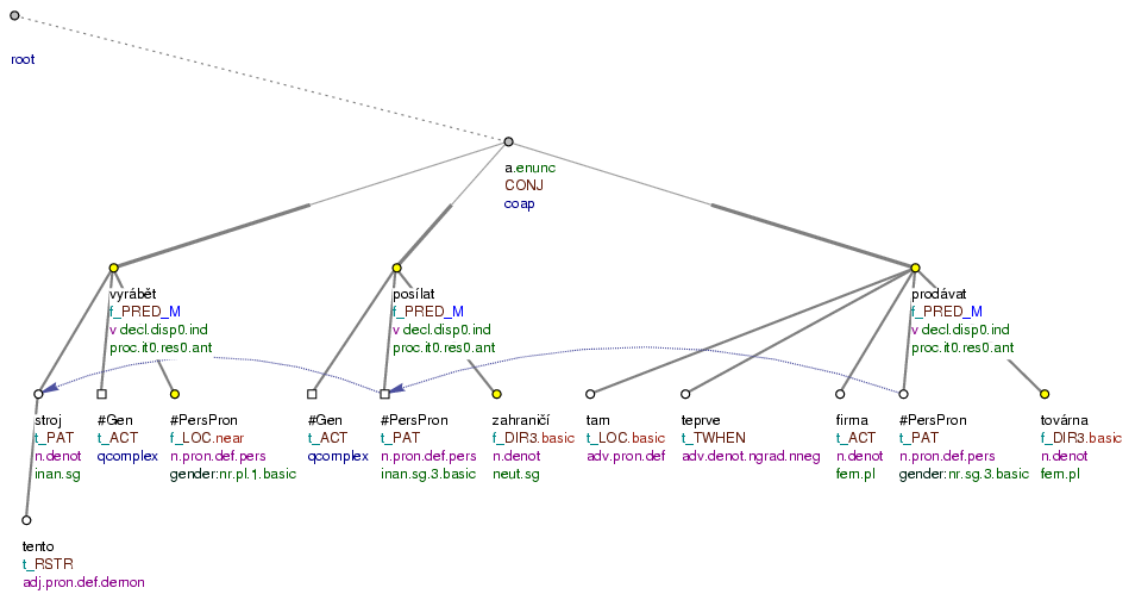 root
a.enunc
CONJ
coap
vyrábět
f_PRED_M
v decl.disp0.ind
proc.it0.res0.ant
posílat
f_PRED_M
v decl.disp0.ind
proc.it0.res0.ant
prodávat
f_PRED_M
v decl.disp0.ind
proc.it0.res0.ant
stroj
t_PAT
n.denot
inan.sg
#Gen
t_ACT
qcomplex
#PersPron
f_LOC.near
n.pron.def.pers
gender:nr.pl.1.basic
#Gen
t_ACT
qcomplex
#PersPron
t_PAT
n.pron.def.pers
inan.sg.3.basic
zahraničí
f_DIR3.basic
n.denot
neut.sg
tam
t_LOC.basic
adv.pron.def
teprve
t_TWHEN
adv.denot.ngrad.nneg
firma
t_ACT
n.denot
fem.pl
#PersPron
t_PAT
n.pron.def.pers
gender:nr.sg.3.basic
továrna
f_DIR3.basic
n.denot
fem.pl
tento
t_RSTR
adj.pron.def.demon